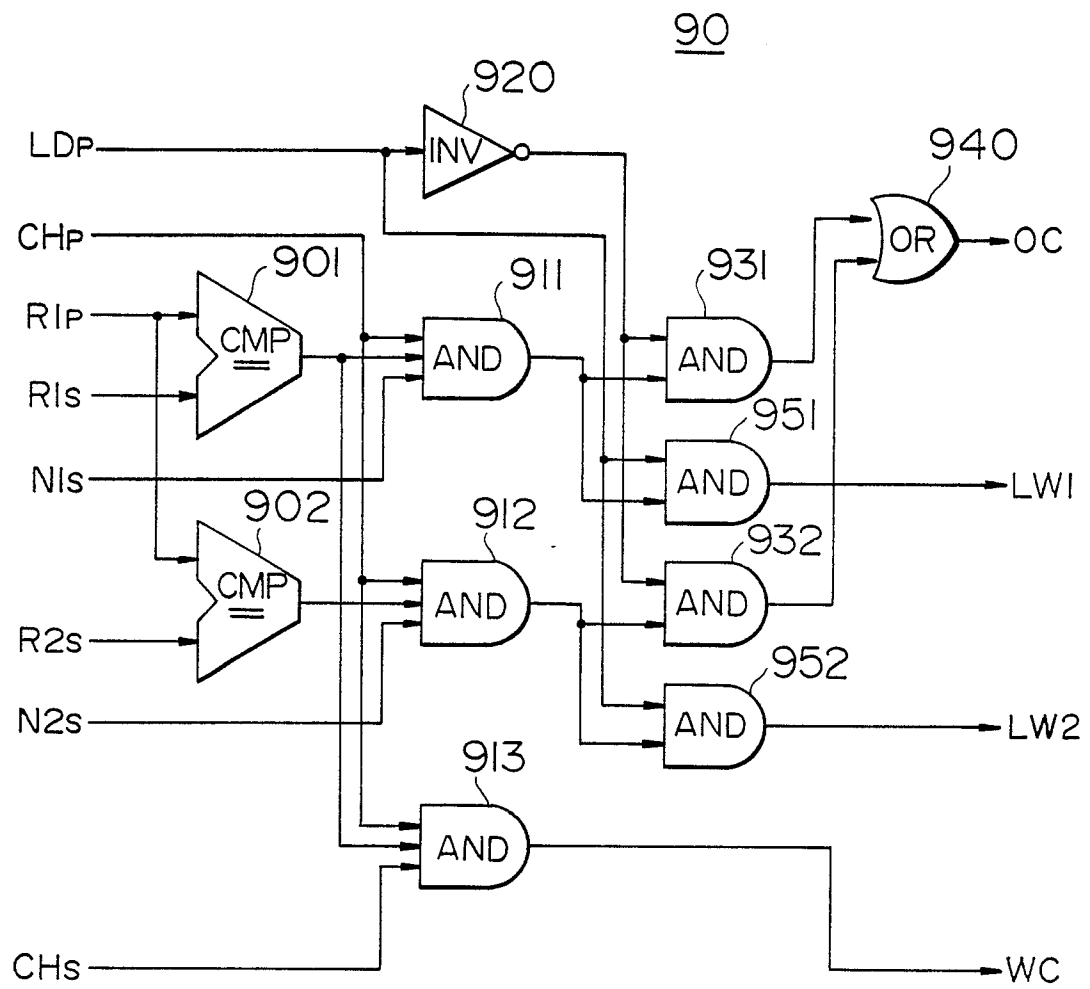 90
920
LDP
INV
940
CHP
OR
OC
901
911
931
R1P
CMP
=
AND
AND
R1S
951
N1S
AND
LW1
902
912
932
CMP
=
AND
AND
R2S
952
N2S
AND
LW2
913
AND
CHS
WC